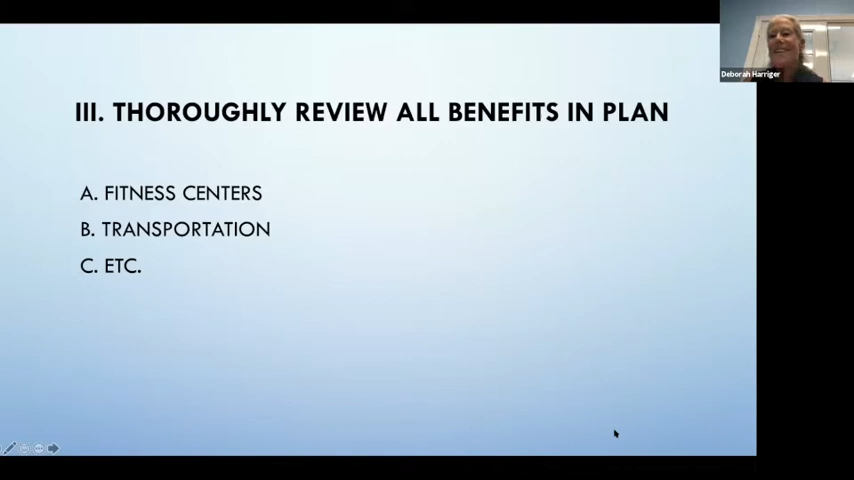 III. THOROUGHLY REVIEW ALL BENEFITS IN PLAN
A. FITNESS CENTERS
B. TRANSPORTATION
C. ETC.
Deborah Harriger